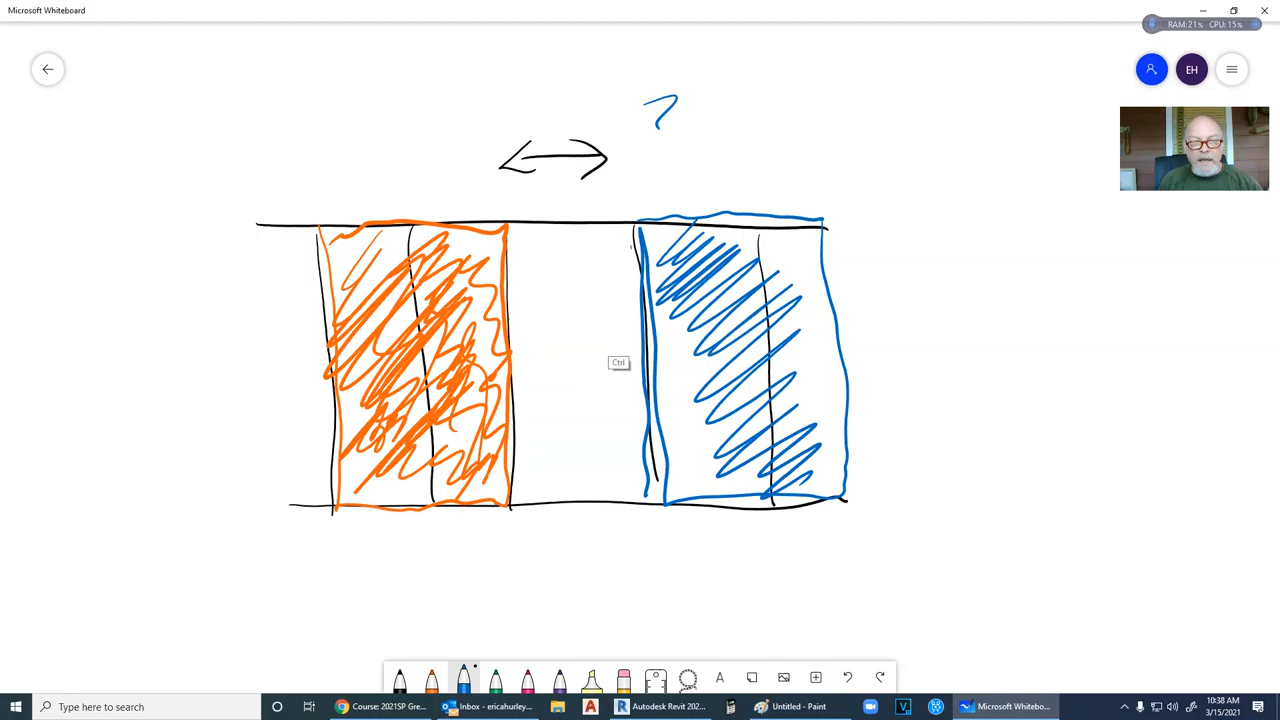 Microsoft Whiteboard
RAM:21% CPU:15%
EH
?
Ctrl
A
Type here to search
Course: 2021SP Gre...
Inbox - ericahurley...
A
R
Autodesk Revit 202...
Untitled - Paint
V
Microsoft Whitebo...
10:38 AM
3/15/2021